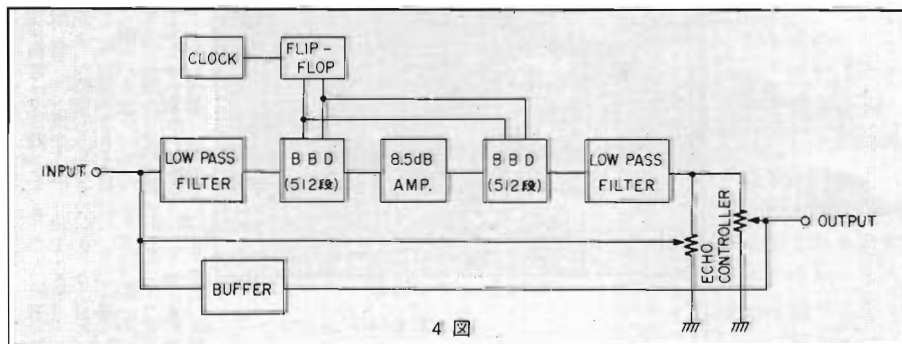 CLOCK
FLIP-
FLOP
INPUT
LOW PASS
FILTER
B B D
(512段)
8.5dB
AMP.
B B D
(512段)
LOW PASS
FILTER
ECHO
CONTROLLER
OUTPUT
BUFFER
4 図